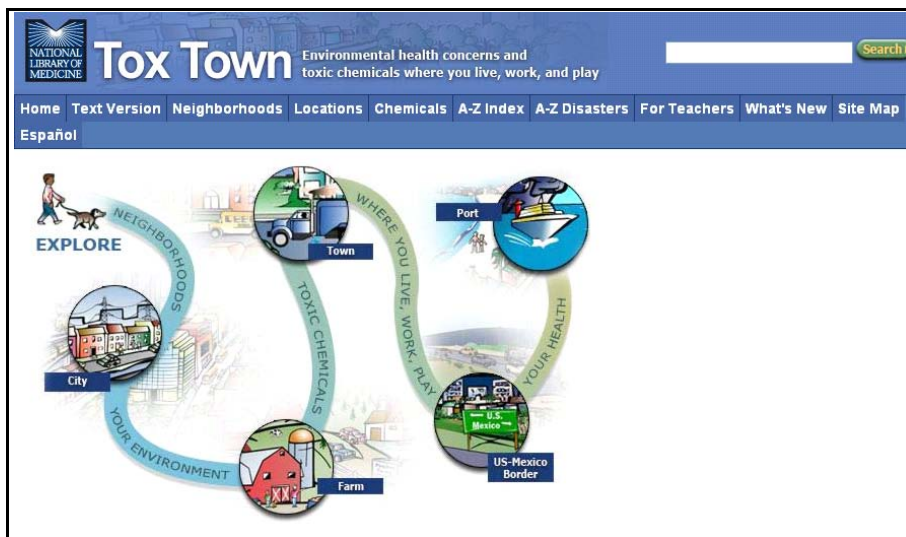 NATIONAL
LIBRARY OF
MEDICINE
Tox Town
Environmental health concerns and
toxic chemicals where you live, work, and play
Search
Home Text Version Neighborhoods Locations Chemicals A-Z Index A-Z Disasters For Teachers What's New Site Map
Español
EXPLORE
NEIGHBORHOODS
City
YOUR ENVIRONMENT
Farm
TOXIC CHEMICALS
Town
WHERE YOU LIVE, WORK, PLAY
U.S.
Mexico
US-Mexico
Border
YOUR HEALTH
Port